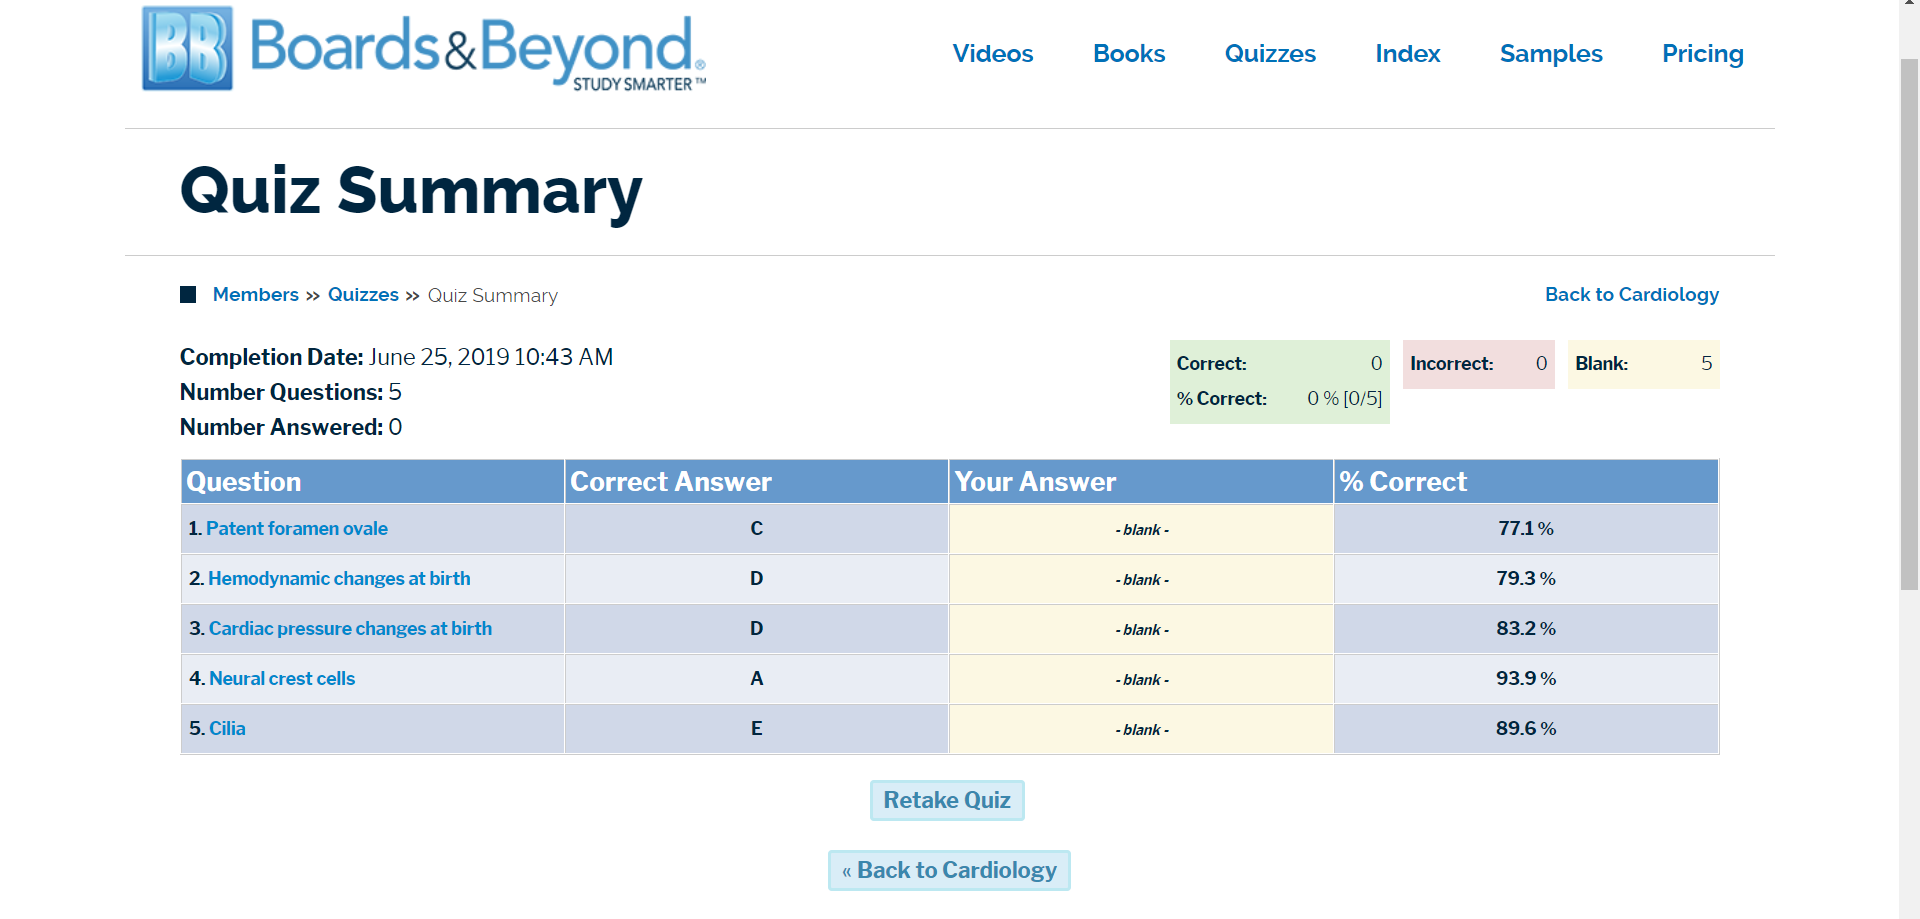 BB Boards&Beyond®
STUDY SMARTER™
Videos Books Quizzes Index Samples Pricing
Quiz Summary
Members » Quizzes » Quiz Summary Back to Cardiology
Completion Date: June 25, 2019 10:43 AM
Number Questions: 5
Number Answered: 0
Correct: 0 Incorrect: 0 Blank: 5
% Correct: 0 % [0/5]
Question Correct Answer Your Answer % Correct
1. Patent foramen ovale C - blank - 77.1 %
2. Hemodynamic changes at birth D - blank - 79.3 %
3. Cardiac pressure changes at birth D - blank - 83.2 %
4. Neural crest cells A - blank - 93.9 %
5. Cilia E - blank - 89.6 %
Retake Quiz
« Back to Cardiology